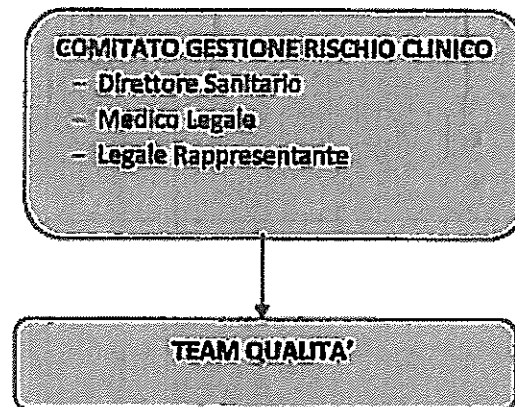 COMITATO GESTIONE RISCHIO CLINICO
– Direttore Sanitario
– Medico Legale
– Legale Rappresentante
TEAM QUALITA'